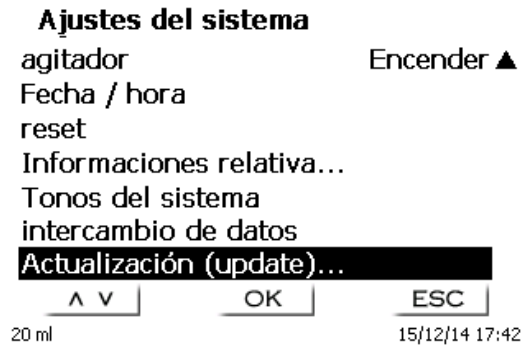 Ajustes del sistema
agitador Encender ▲
Fecha / hora
reset
Informaciones relativa...
Tonos del sistema
intercambio de datos
Actualización (update)...
∧ ∨ OK ESC
20 ml 15/12/14 17:42